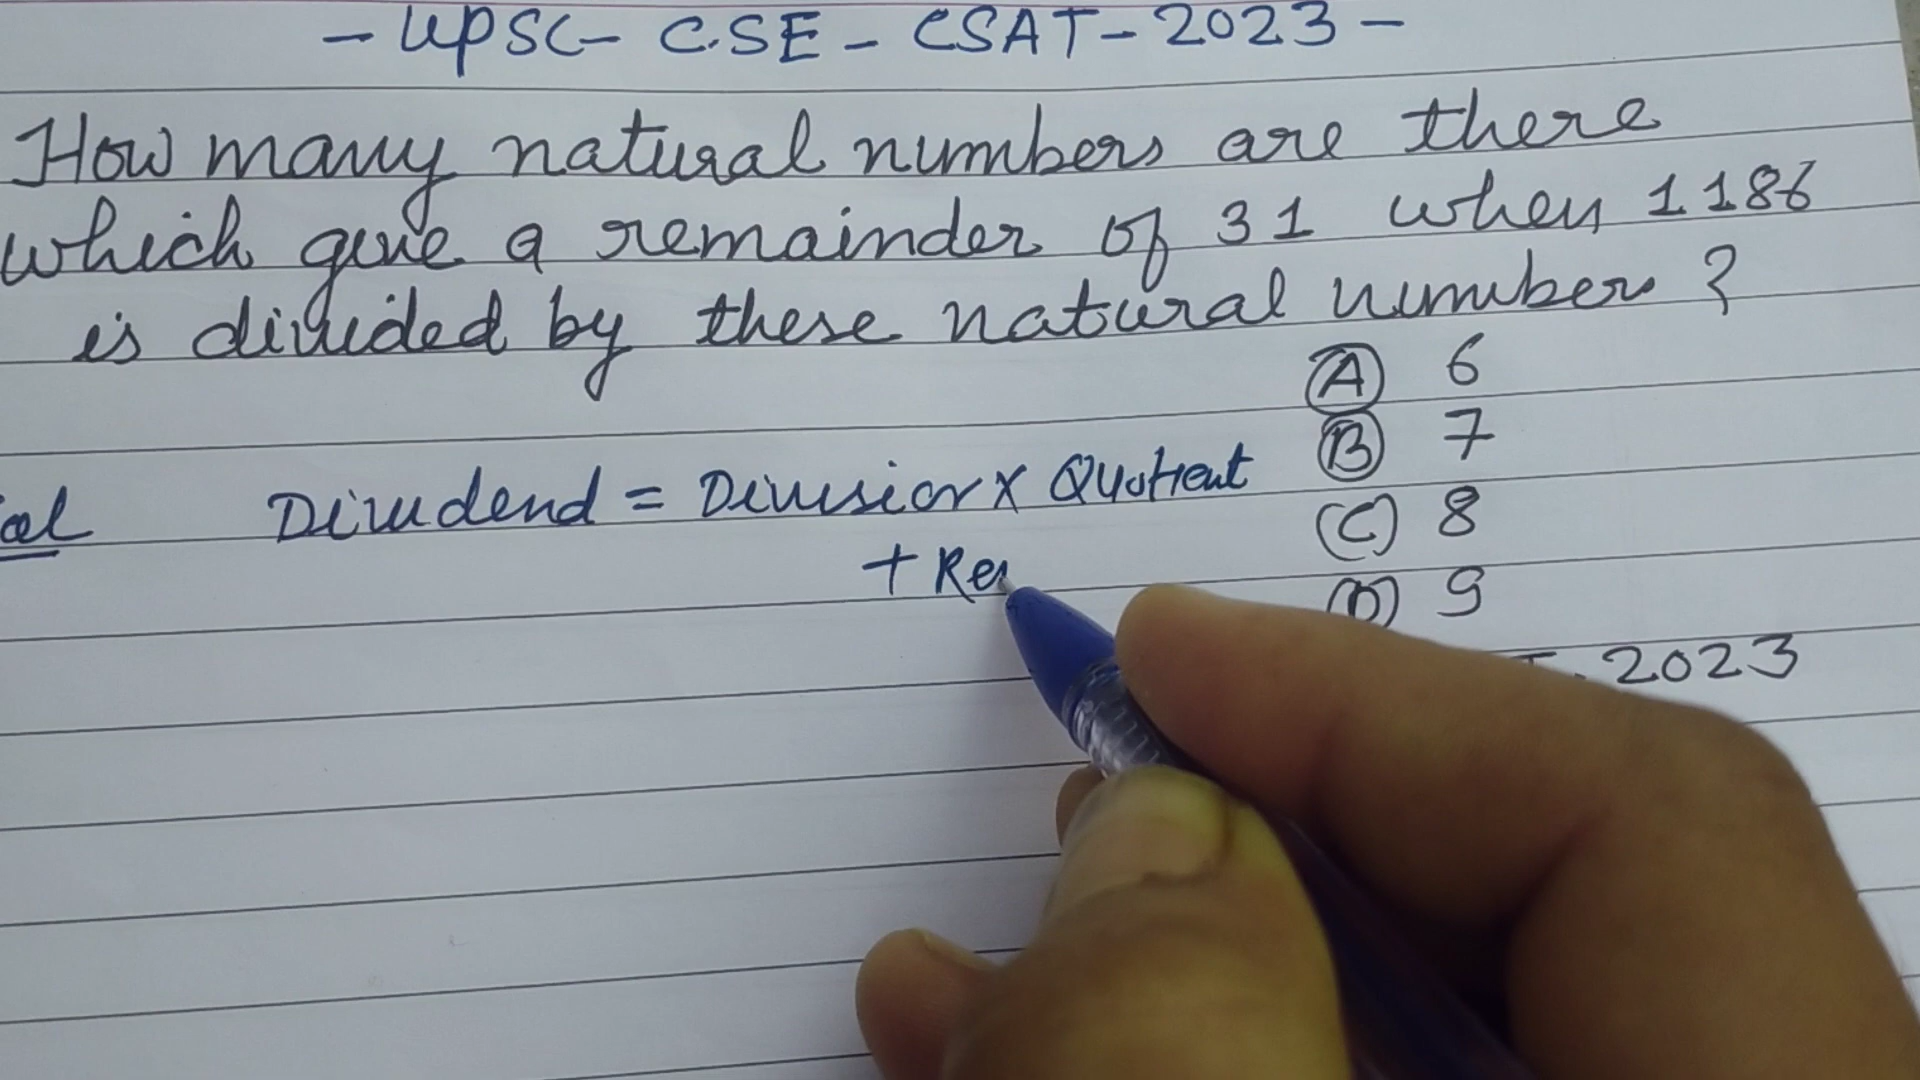 - UPSC - C.SE - CSAT - 2023 -
How many natural numbers are there
which give a remainder of 31 when 1186
is divided by these natural number ?
(A) 6
(B) 7
Dividend = Division x Quotient
(C) 8
+ Re
(D) 9
2023